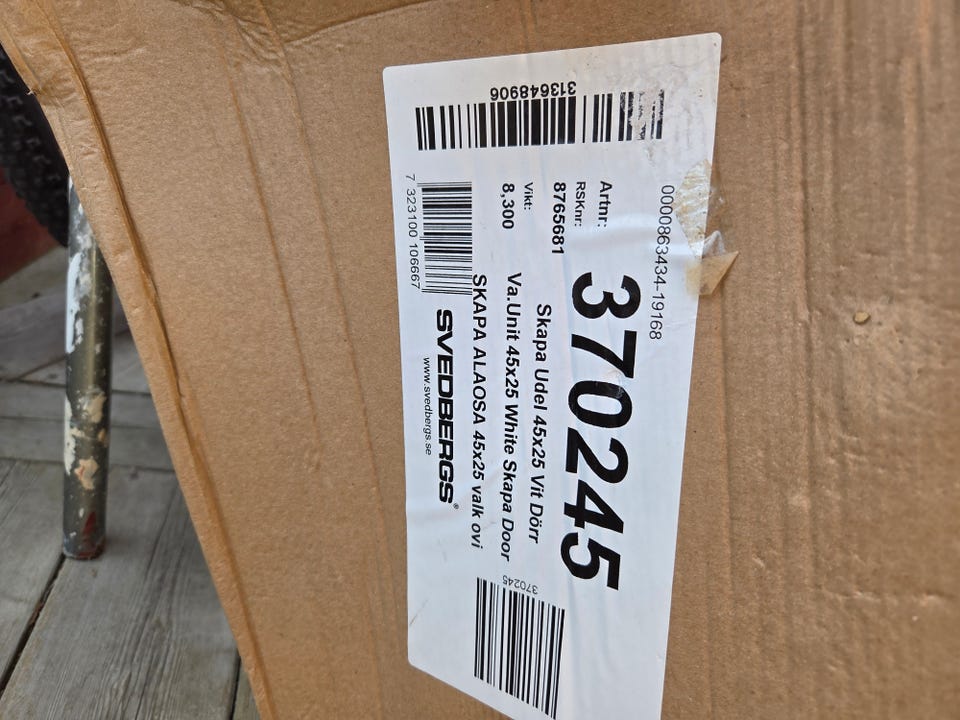 0000863434-19168
Artnr: 370245
RSKnr:
8765681
Skapa Udel 45x25 Vit Dörr
Vikt:
8,300
Va.Unit 45x25 White Skapa Door
SKAPA ALAOSA 45x25 valk ovi
SVEDBERGS®
www.svedbergs.se
7 323100 106667
313648906
370245